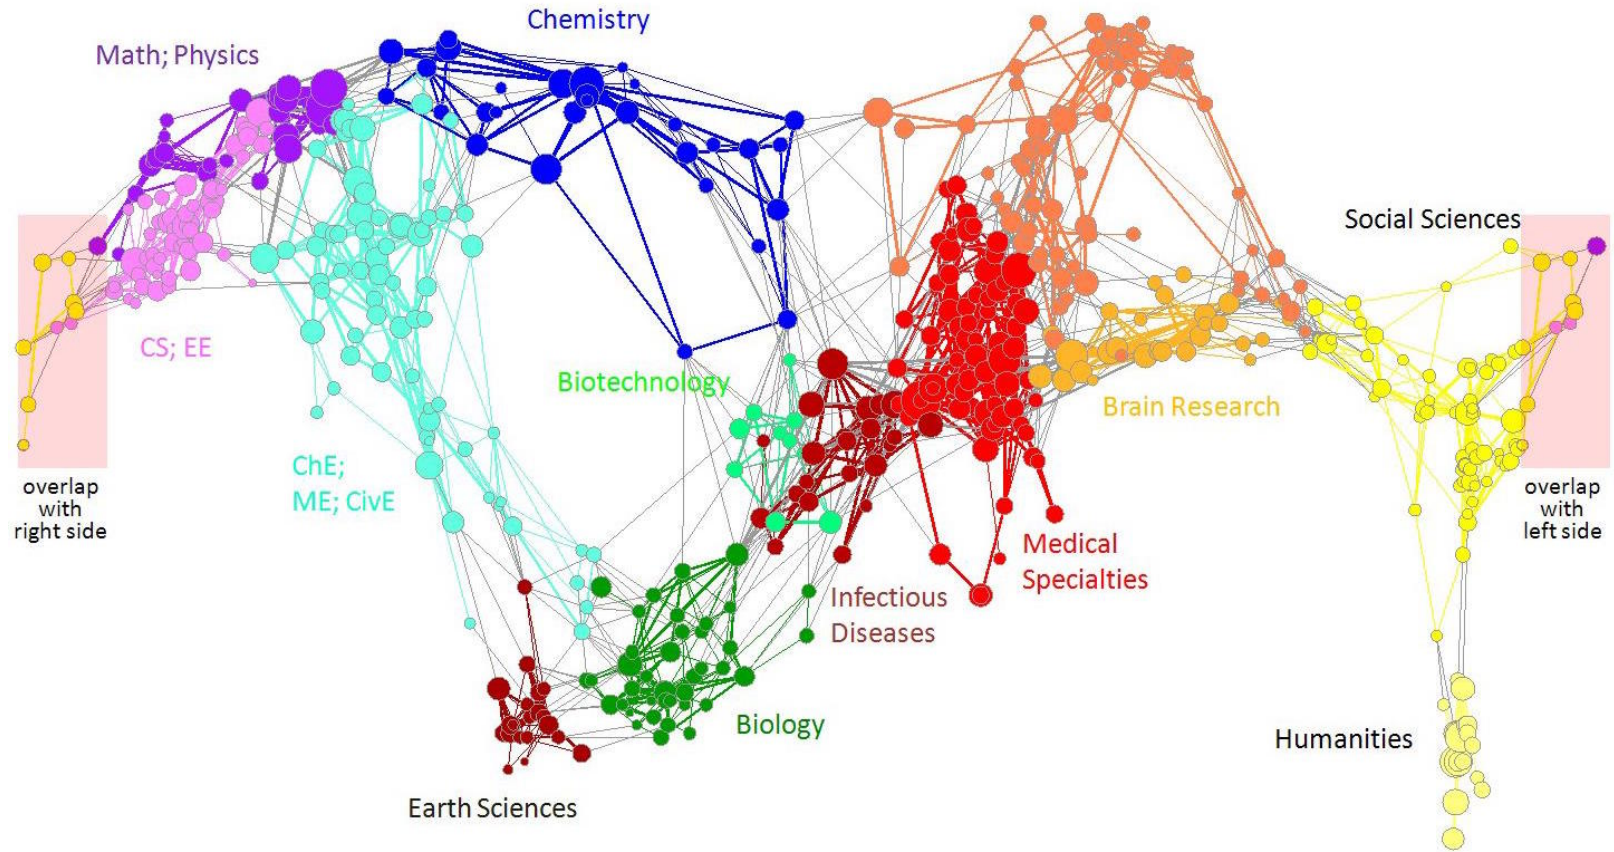 Chemistry
Math; Physics
Social Sciences
CS; EE
Biotechnology
Brain Research
ChE;
ME; CivE
overlap
with
right side
overlap
with
left side
Medical
Specialties
Infectious
Diseases
Biology
Humanities
Earth Sciences